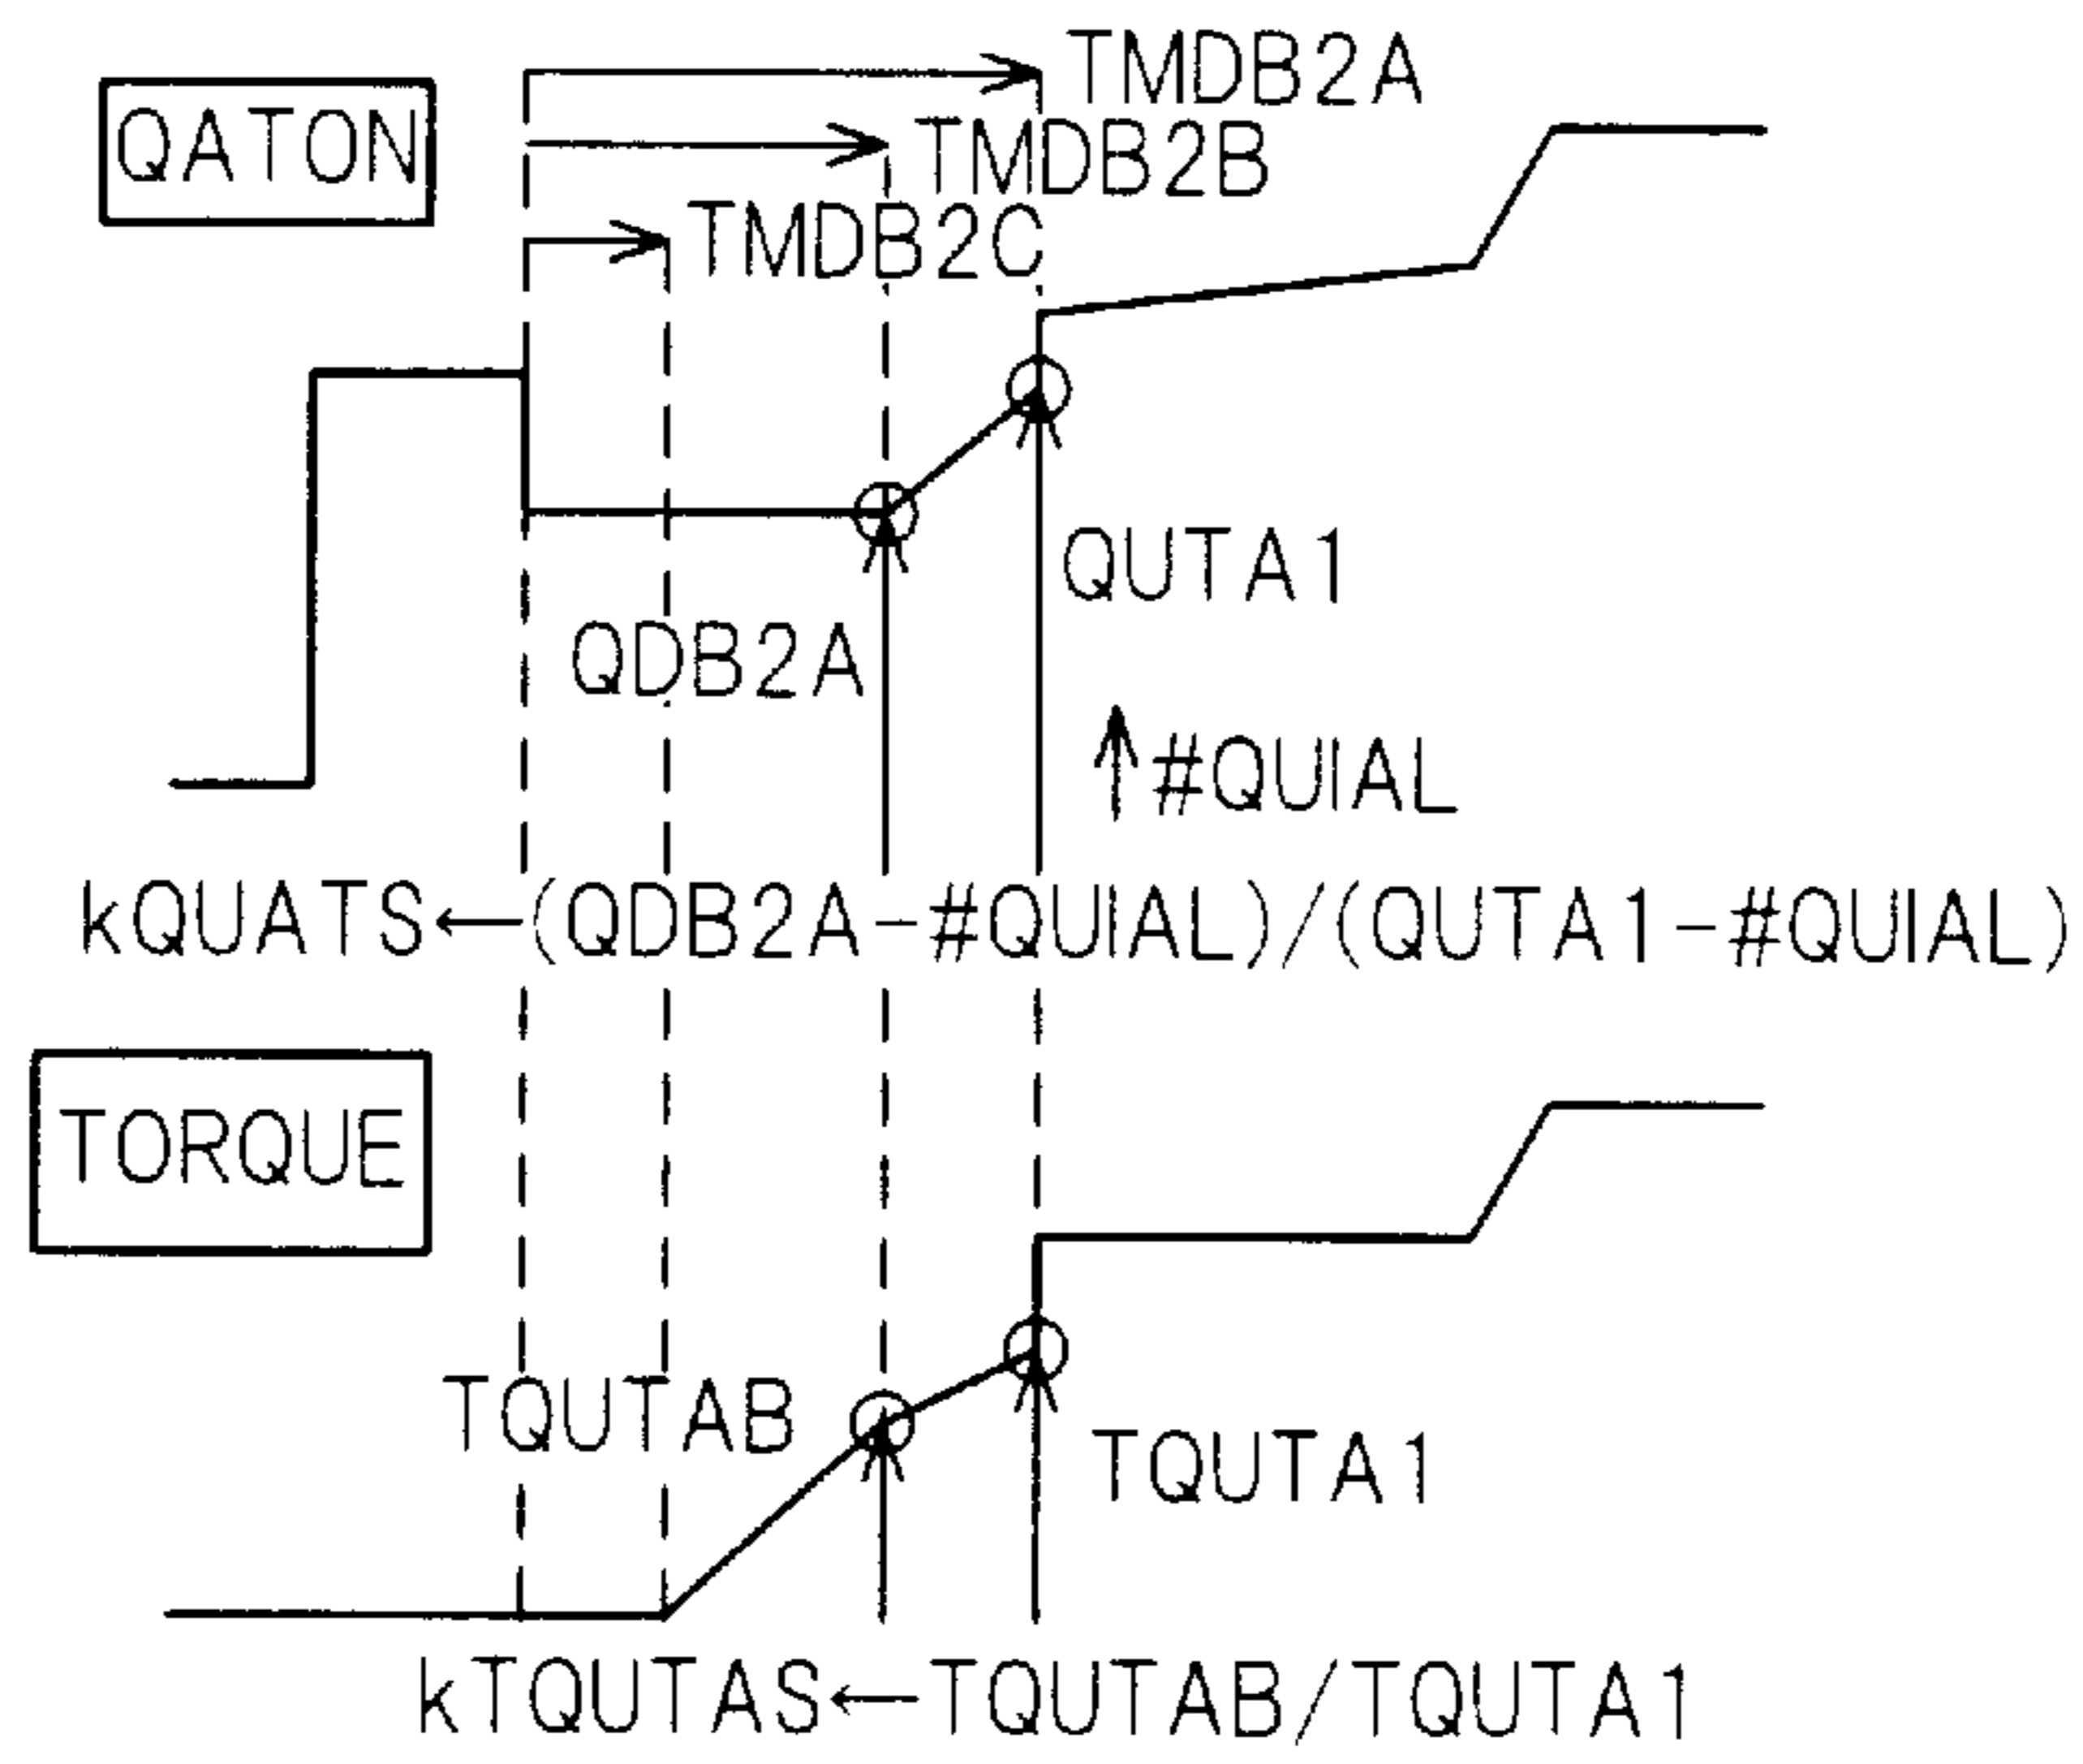 TMDB2A
QATON
TMDB2B
TMDB2C
QUTA1
QDB2A
#QUIAL
kQUATS←(QDB2A-#QUIAL)/(QUTA1-#QUIAL)
TORQUE
TQUTAB
TQUTA1
kTQUTAS←TQUTAB/TQUTA1